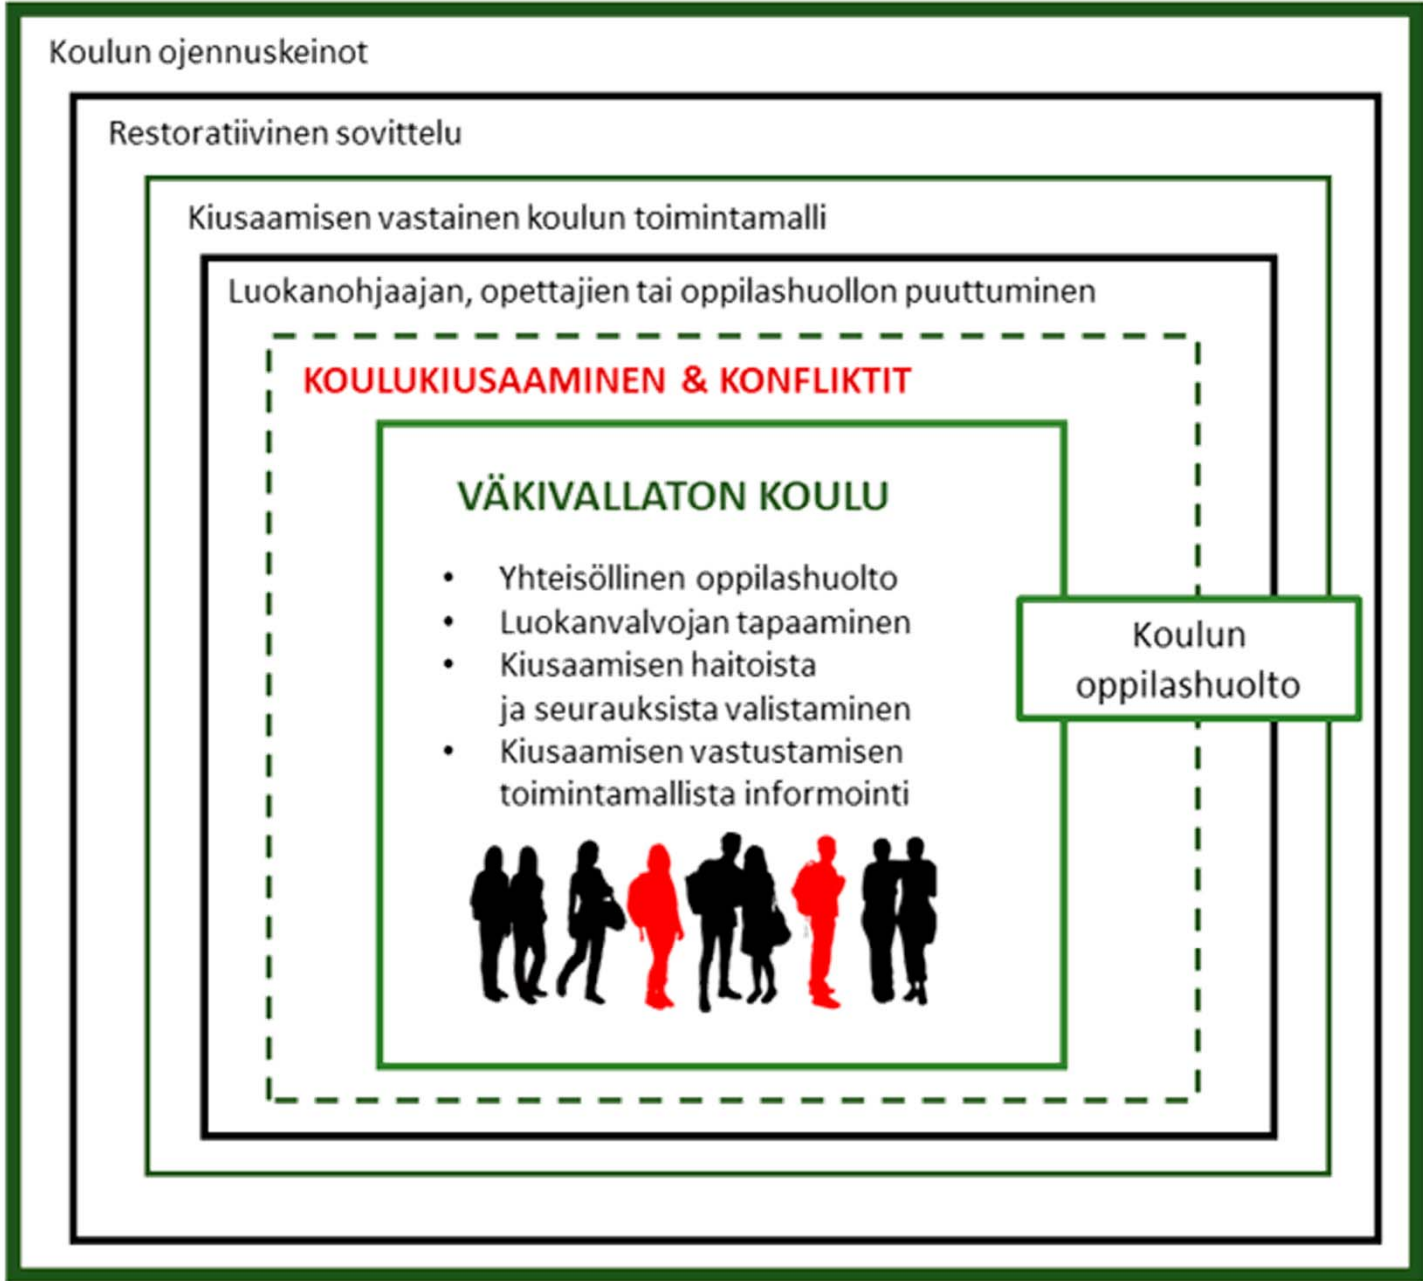 Koulun ojennuskeinot
Restoratiivinen sovittelu
Kiusaamisen vastainen koulun toimintamalli
Luokanohjaajan, opettajien tai oppilashuollon puuttuminen
KOULUKIUSAAMINEN & KONFLIKTIT
VÄKIVALLATON KOULU
• Yhteisöllinen oppilashuolto
• Luokanvalvojan tapaaminen
• Kiusaamisen haitoista
ja seurauksista valistaminen
• Kiusaamisen vastustamisen
toimintamallista informointi
Koulun
oppilashuolto